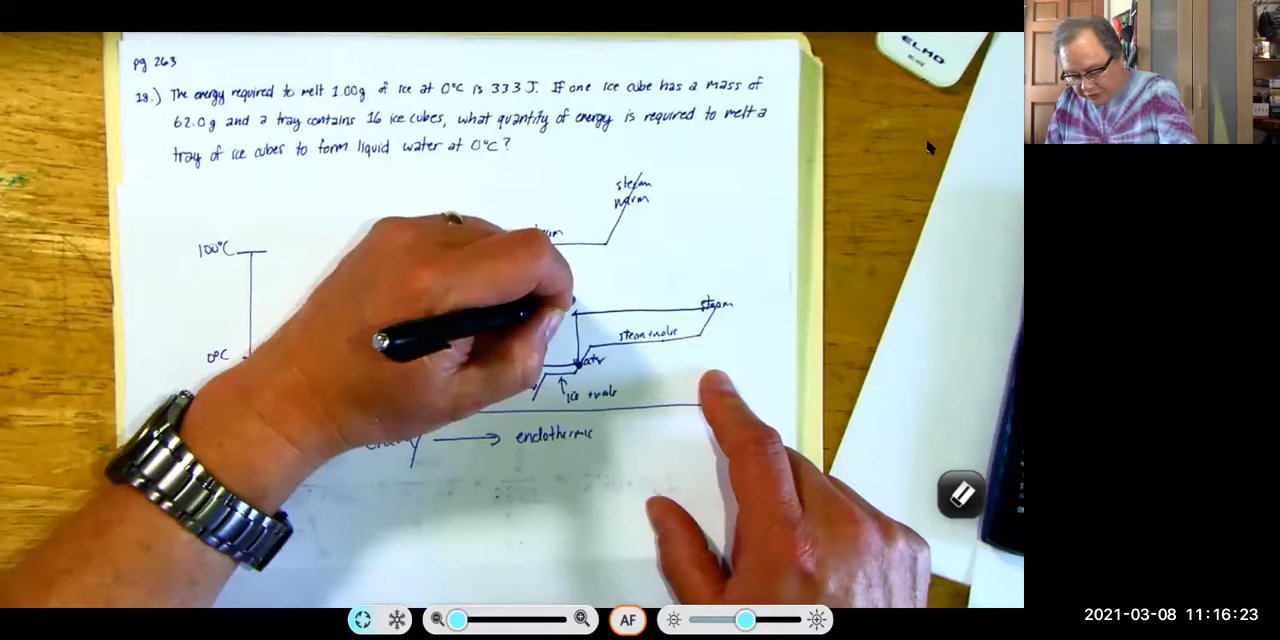 pg 263
18.) The energy required to melt 1.00g of ice at 0°C is 333 J. If one ice cube has a mass of
62.0g and a tray contains 16 ice cubes, what quantity of energy is required to melt a
tray of ice cubes to form liquid water at 0°C?
ELMO
steam
warm
100°C
steam
steam+water
0°C
water
ice + water
endothermic
AF
2021-03-08 11:16:23